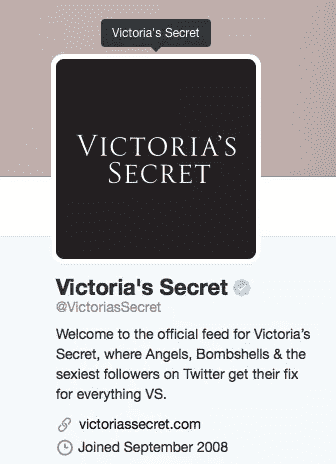 Victoria's Secret
VICTORIA'S
SECRET
Victoria's Secret
@VictoriasSecret
Welcome to the official feed for Victoria's
Secret, where Angels, Bombshells & the
sexiest followers on Twitter get their fix
for everything VS.
victoriassecret.com
Joined September 2008